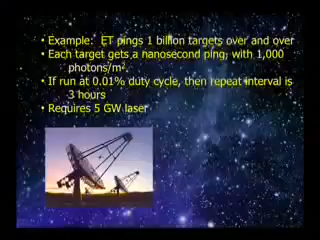 • Example: ET pings 1 billion targets over and over
• Each target gets a nanosecond ping, with 1,000
photons/m².
• If run at 0.01% duty cycle, then repeat interval is
3 hours
• Requires 5 GW laser